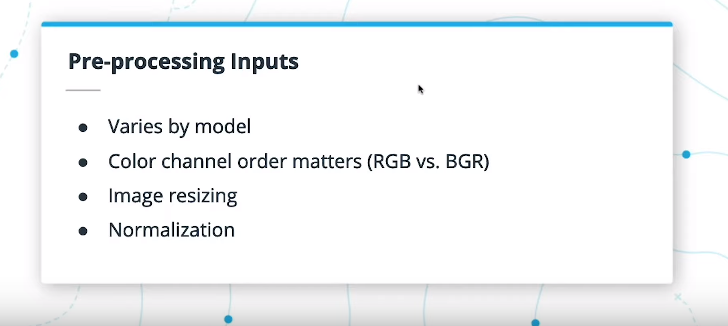 Pre-processing Inputs
● Varies by model
● Color channel order matters (RGB vs. BGR)
● Image resizing
● Normalization